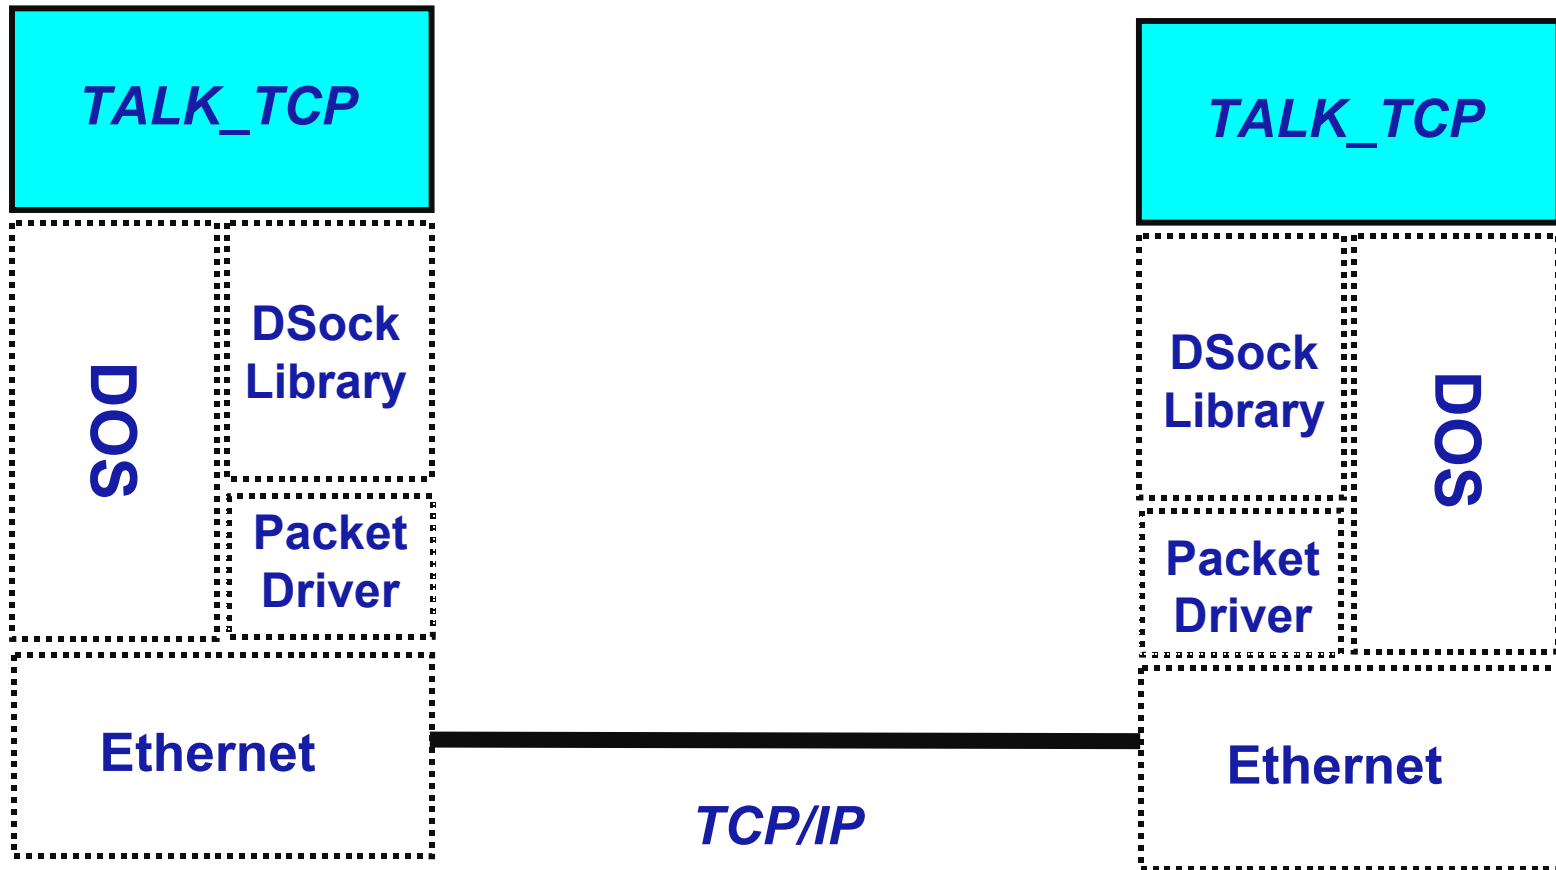 TALK_TCP
DOS
DSock
Library
Packet
Driver
Ethernet
TCP/IP
TALK_TCP
DSock
Library
DOS
Packet
Driver
Ethernet